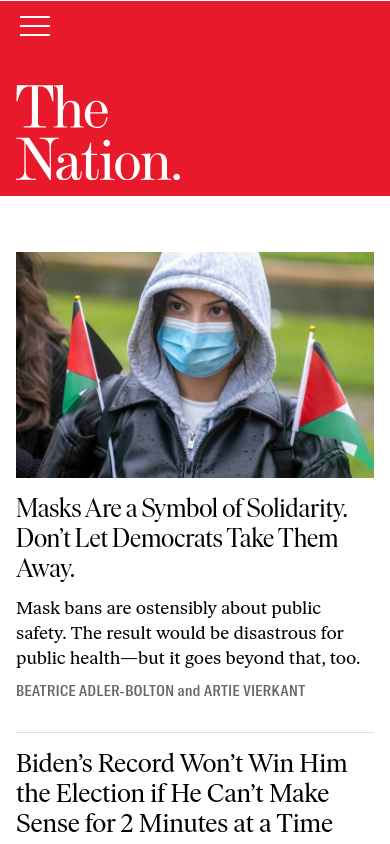 The
Nation.
Masks Are a Symbol of Solidarity.
Don’t Let Democrats Take Them
Away.
Mask bans are ostensibly about public
safety. The result would be disastrous for
public health—but it goes beyond that, too.
BEATRICE ADLER-BOLTON and ARTIE VIERKANT
Biden’s Record Won’t Win Him
the Election if He Can’t Make
Sense for 2 Minutes at a Time